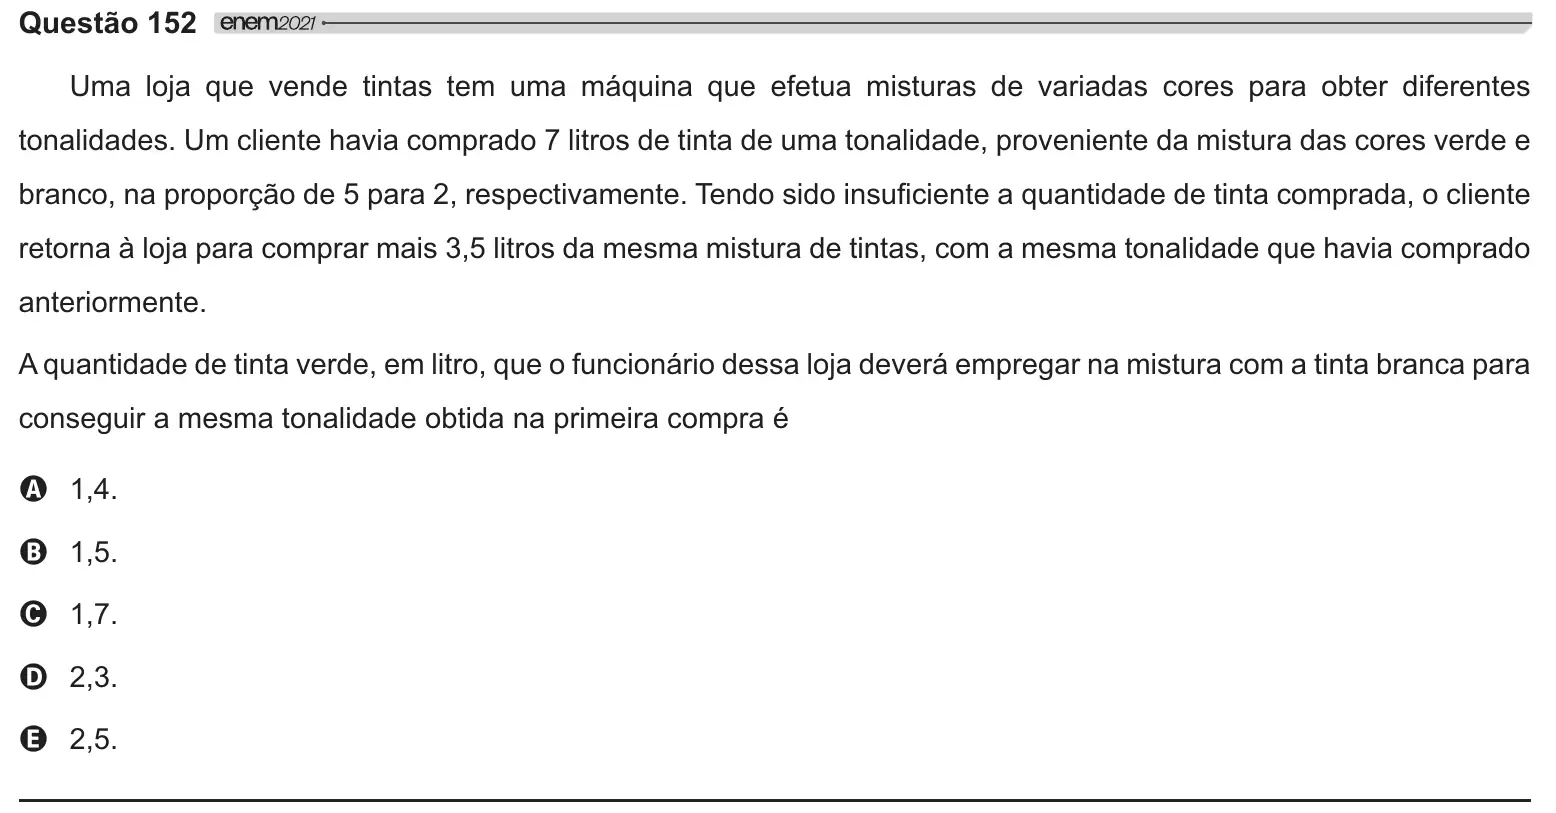 Questão 152 enem2021
Uma loja que vende tintas tem uma máquina que efetua misturas de variadas cores para obter diferentes
tonalidades. Um cliente havia comprado 7 litros de tinta de uma tonalidade, proveniente da mistura das cores verde e
branco, na proporção de 5 para 2, respectivamente. Tendo sido insuficiente a quantidade de tinta comprada, o cliente
retorna à loja para comprar mais 3,5 litros da mesma mistura de tintas, com a mesma tonalidade que havia comprado
anteriormente.
A quantidade de tinta verde, em litro, que o funcionário dessa loja deverá empregar na mistura com a tinta branca para
conseguir a mesma tonalidade obtida na primeira compra é
A 1,4.
B 1,5.
C 1,7.
D 2,3.
E 2,5.